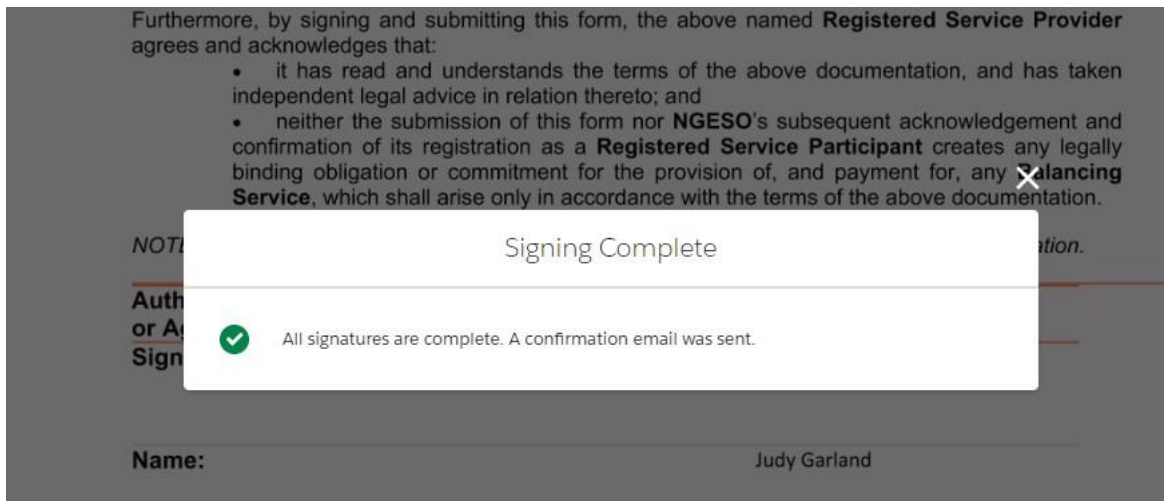 Furthermore, by signing and submitting this form, the above named Registered Service Provider
agrees and acknowledges that:
• it has read and understands the terms of the above documentation, and has taken
independent legal advice in relation thereto; and
• neither the submission of this form nor NGESO's subsequent acknowledgement and
confirmation of its registration as a Registered Service Participant creates any legally
binding obligation or commitment for the provision of, and payment for, any Balancing
Service, which shall arise only in accordance with the terms of the above documentation.
Signing Complete
All signatures are complete. A confirmation email was sent.
Name: Judy Garland